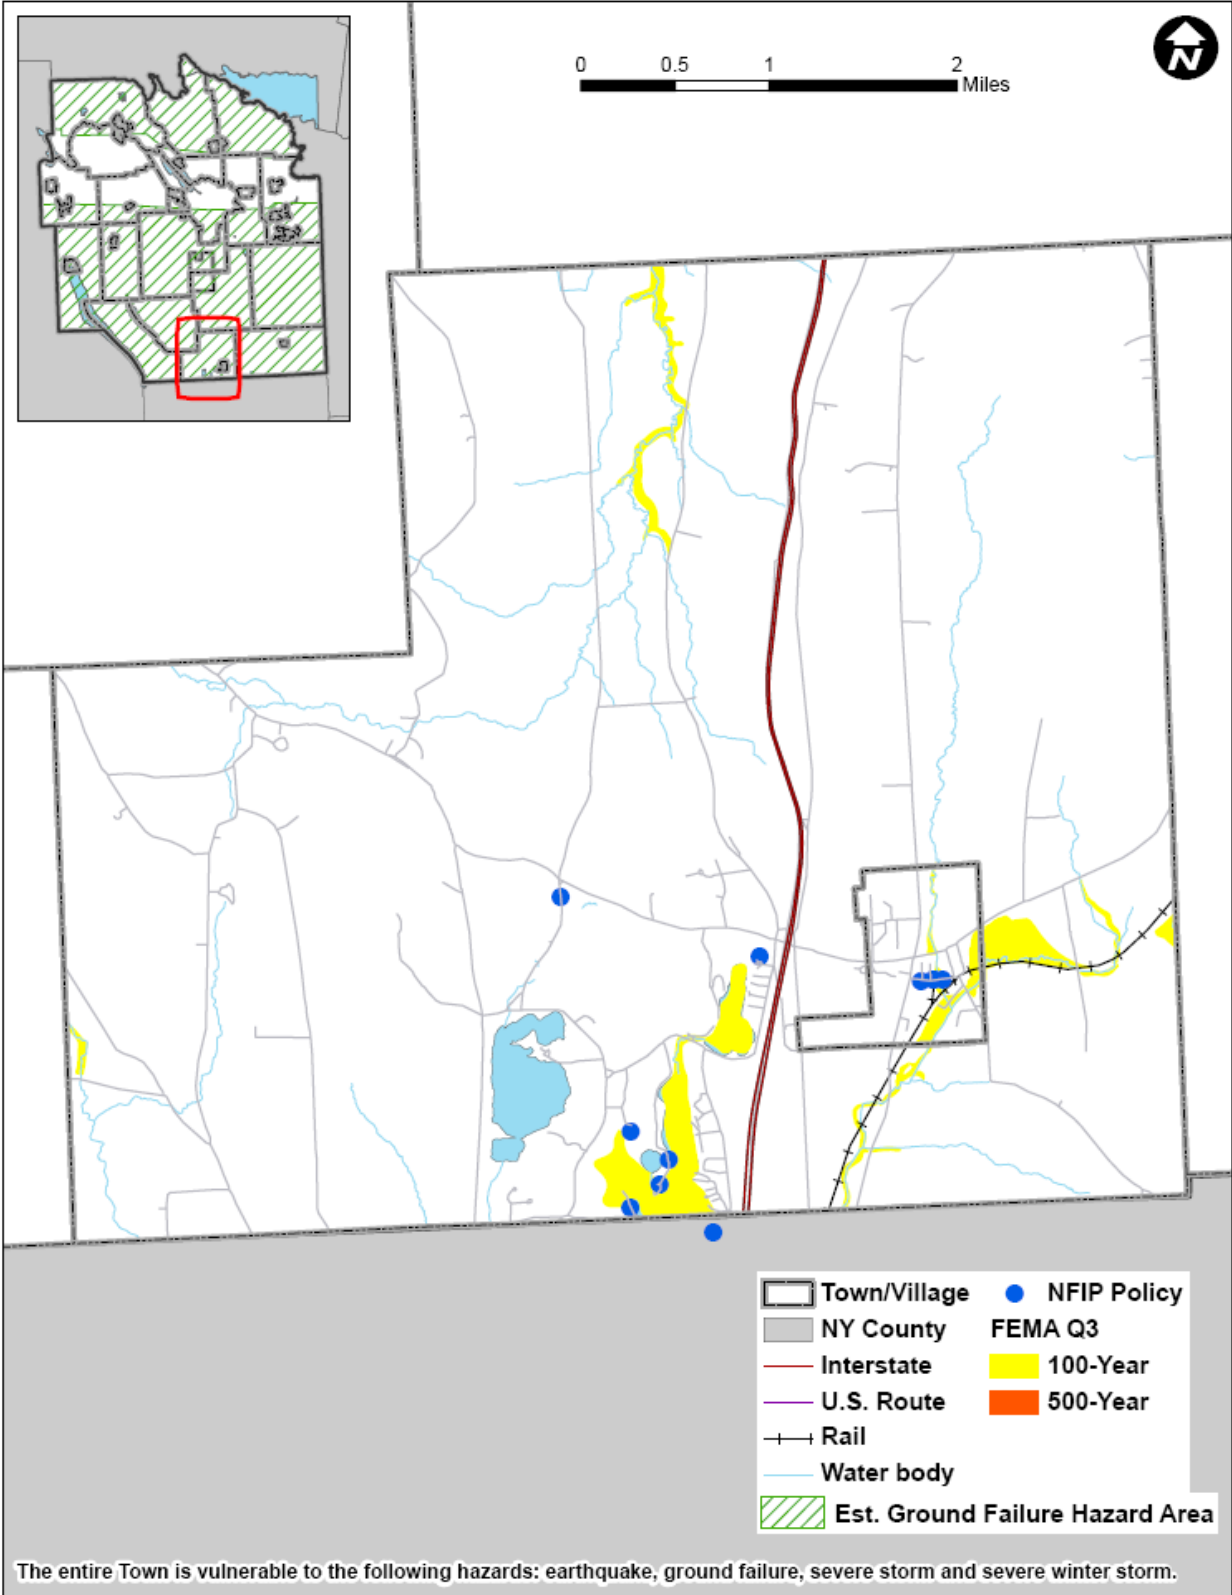 N
0 0.5 1 2
Miles
Town/Village
NY County
Interstate
U.S. Route
Rail
Water body
Est. Ground Failure Hazard Area
NFIP Policy
FEMA Q3
100-Year
500-Year
The entire Town is vulnerable to the following hazards: earthquake, ground failure, severe storm and severe winter storm.